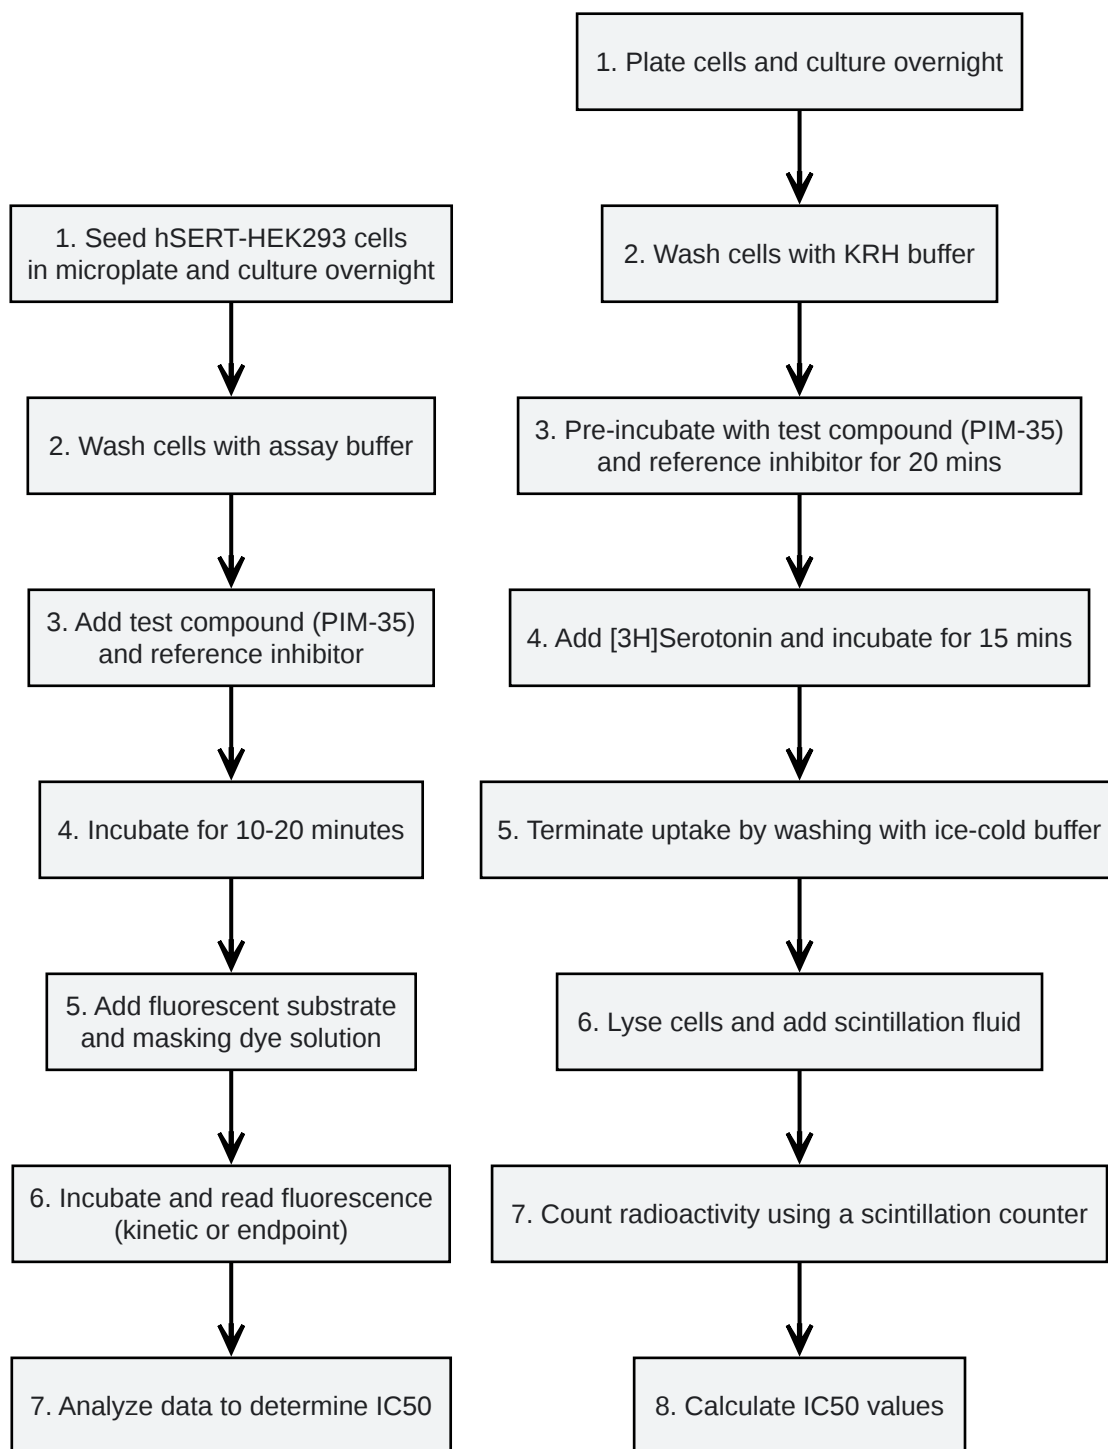 1. Seed hSERT-HEK293 cells
in microplate and culture overnight
2. Wash cells with assay buffer
3. Add test compound (PIM-35)
and reference inhibitor
4. Incubate for 10-20 minutes
5. Add fluorescent substrate
and masking dye solution
6. Incubate and read fluorescence
(kinetic or endpoint)
7. Analyze data to determine IC50
1. Plate cells and culture overnight
2. Wash cells with KRH buffer
3. Pre-incubate with test compound (PIM-35)
and reference inhibitor for 20 mins
4. Add [3H]Serotonin and incubate for 15 mins
5. Terminate uptake by washing with ice-cold buffer
6. Lyse cells and add scintillation fluid
7. Count radioactivity using a scintillation counter
8. Calculate IC50 values